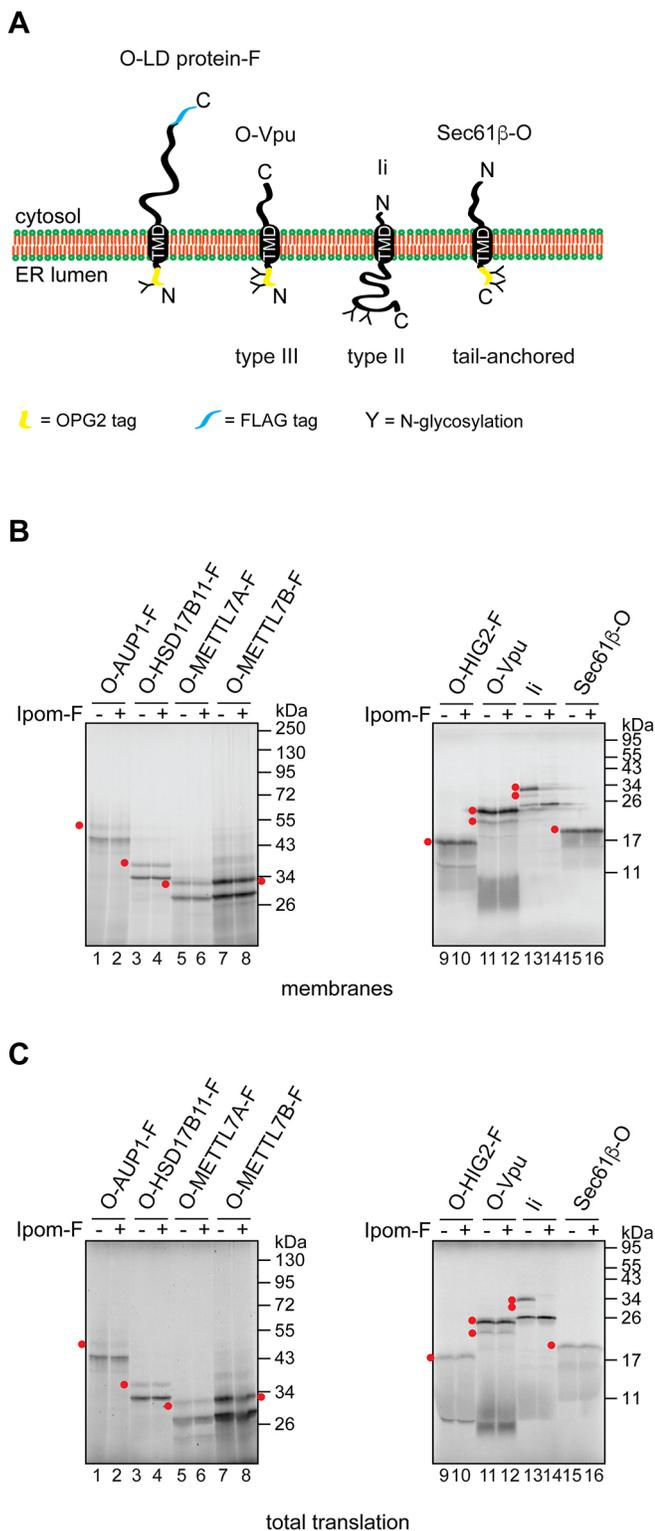 A
O-LD protein-F
C
O-Vpu
Sec61β-O
C
Ii
N
N
cytosol
TMD TMD TMD TMD
ER lumen
N N C
C
type III type II tail-anchored
= OPG2 tag = FLAG tag Y = N-glycosylation
B
O-AUP1-F O-HSD17B11-F O-METTL7A-F O-METTL7B-F
Ipom-F - + - + - + - + kDa
250
130
95
72
55
43
34
26
1 2 3 4 5 6 7 8
O-HIG2-F O-Vpu Ii Sec61β-O
Ipom-F - + - + - + - + kDa
95
55
43
34
26
17
11
9 10 11 12 13 14 15 16
membranes
C
O-AUP1-F O-HSD17B11-F O-METTL7A-F O-METTL7B-F
Ipom-F - + - + - + - + kDa
130
95
72
55
43
34
26
1 2 3 4 5 6 7 8
O-HIG2-F O-Vpu Ii Sec61β-O
Ipom-F - + - + - + - + kDa
95
55
43
34
26
17
11
9 10 11 12 13 14 15 16
total translation